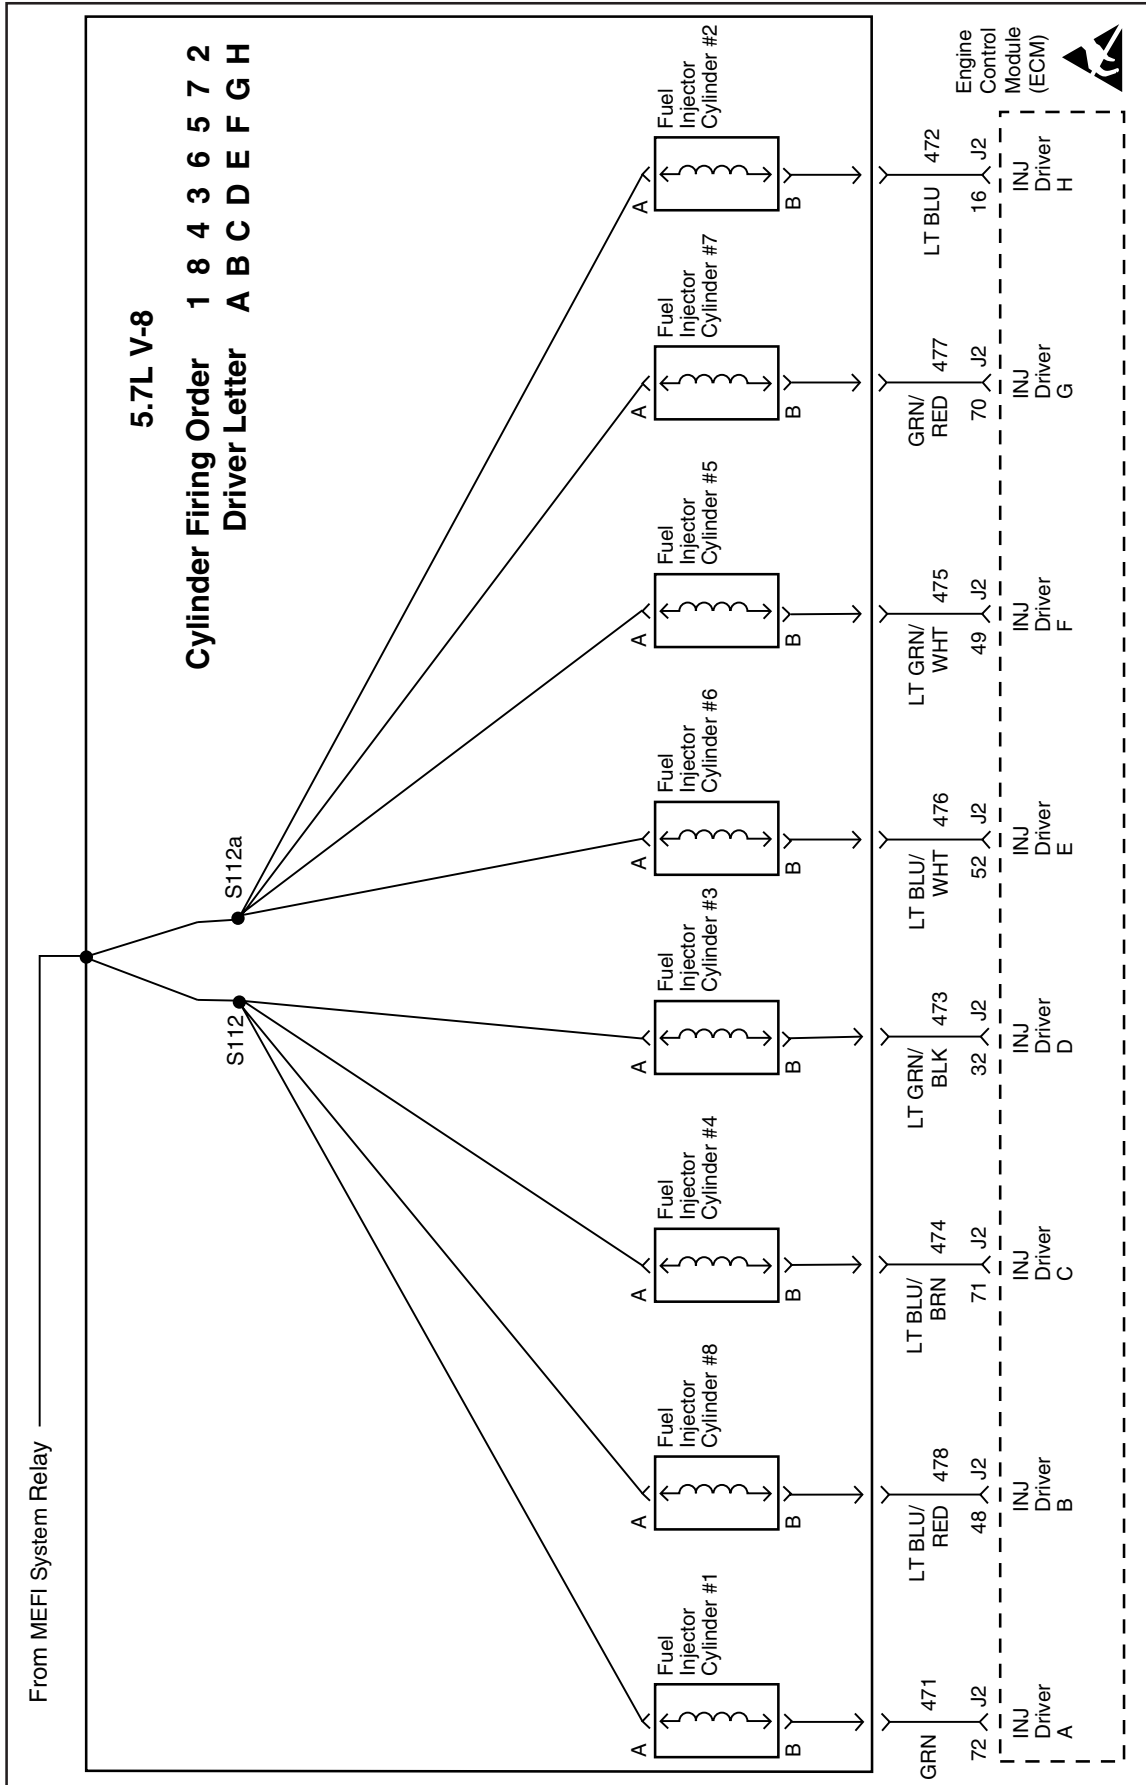 From MEFI System Relay
5.7L V-8
Cylinder Firing Order 1 8 4 3 6 5 7 2
Driver Letter A B C D E F G H
S112
S112a
A
Fuel
Injector
Cylinder #1
B
A
Fuel
Injector
Cylinder #8
B
A
Fuel
Injector
Cylinder #4
B
A
Fuel
Injector
Cylinder #3
B
A
Fuel
Injector
Cylinder #6
B
A
Fuel
Injector
Cylinder #5
B
A
Fuel
Injector
Cylinder #7
B
A
Fuel
Injector
Cylinder #2
B
GRN 471
72 J2
INJ
Driver
A
LT BLU/
RED 478
48 J2
INJ
Driver
B
LT BLU/
BRN 474
71 J2
INJ
Driver
C
LT GRN/
BLK 473
32 J2
INJ
Driver
D
LT BLU/
WHT 476
52 J2
INJ
Driver
E
LT GRN/
WHT 475
49 J2
INJ
Driver
F
GRN/
RED 477
70 J2
INJ
Driver
G
LT BLU 472
16 J2
INJ
Driver
H
Engine
Control
Module
(ECM)